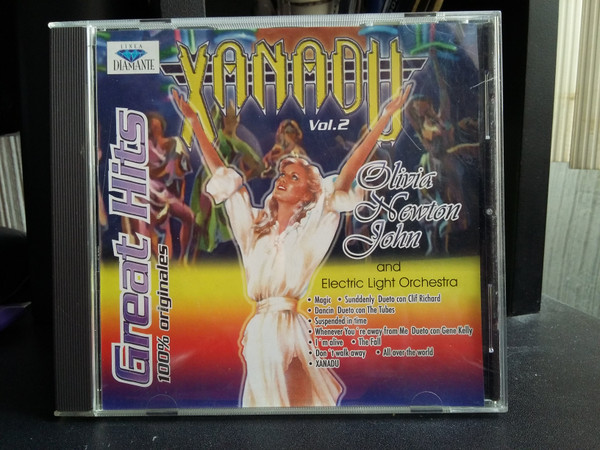 LINEA
DIAMANTE
XANADU
Vol.2
Great Hits
100% originales
Olivia
Newton
John
and
Electric Light Orchestra
• Magic • Sunddenly Dueto con Clif Richard
• Dancin Dueto con The Tubes
• Suspended in time
• Whenever You´re away from Me Dueto con Gene Kelly
• I´m alive • The Fall
• Don´t walk away • All over the world
• XANADU